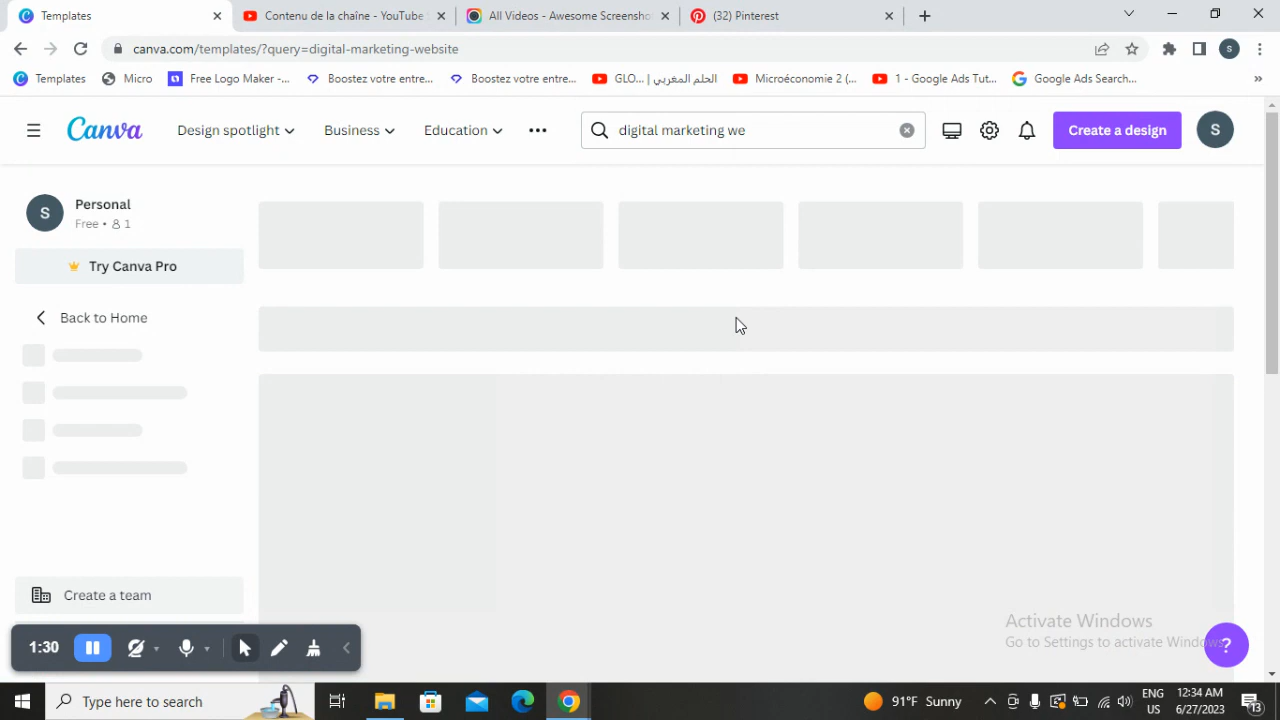 Templates
Contenu de la chaîne - YouTube
All Videos - Awesome Screensho
(32) Pinterest
canva.com/templates/?query=digital-marketing-website
Templates
Micro
Free Logo Maker -...
Boostez votre entre...
Boostez votre entre...
GLO... | الحلم المغربي
Microéconomie 2 (...
1 - Google Ads Tut...
Google Ads Search...
»
Canva
Design spotlight
Business
Education
digital marketing we
Create a design
S
S
Personal
Free • 1
Try Canva Pro
Back to Home
Create a team
1:30
Activate Windows
Go to Settings to activate Windows.
?
Type here to search
91°F Sunny
ENG
US
12:34 AM
6/27/2023
13